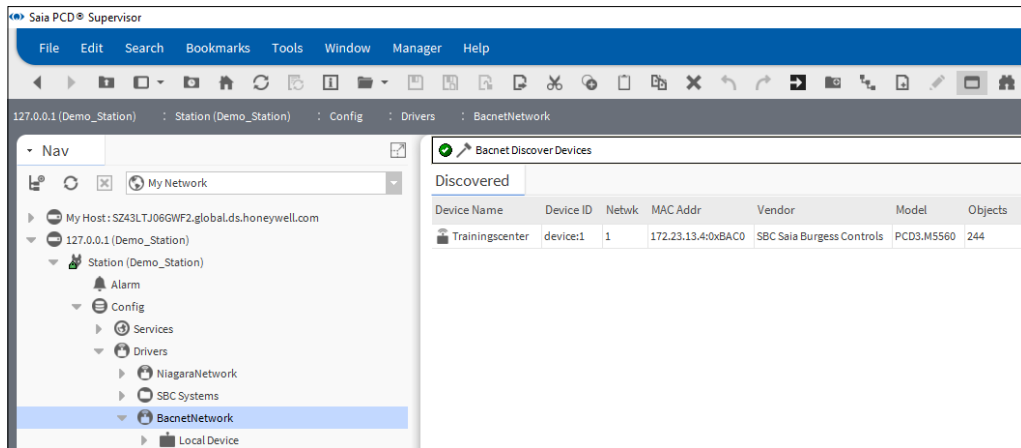 Saia PCD® Supervisor
File Edit Search Bookmarks Tools Window Manager Help
127.0.0.1 (Demo_Station) : Station (Demo_Station) : Config : Drivers : BacnetNetwork
Nav
My Network
My Host : SZ43LTJ06GWF2.global.ds.honeywell.com
127.0.0.1 (Demo_Station)
Station (Demo_Station)
Alarm
Config
Services
Drivers
NiagaraNetwork
SBC Systems
BacnetNetwork
Local Device
Bacnet Discover Devices
Discovered
Device Name Device ID Netwk MAC Addr Vendor Model Objects
Trainingscenter device:1 1 172.23.13.4:0xBAC0 SBC Saia Burgess Controls PCD3.M5560 244